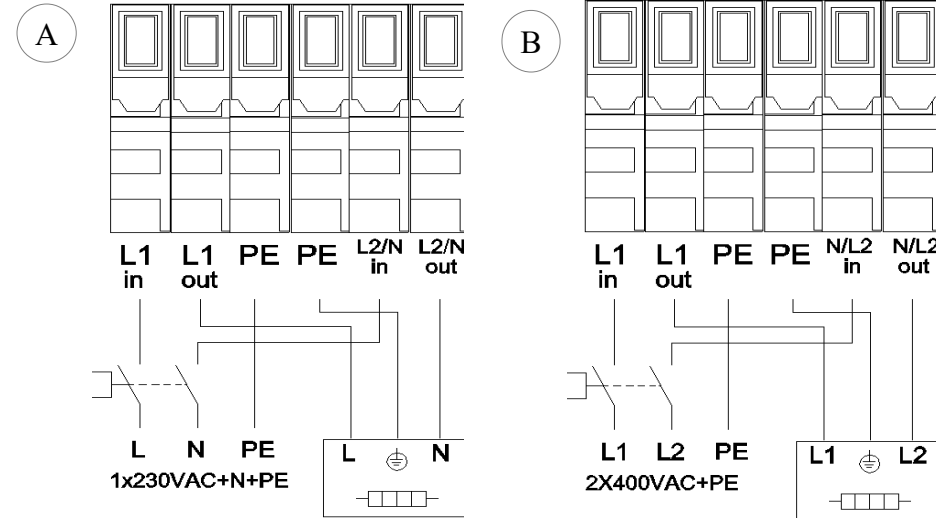 A
L1 in L1 out PE PE L2/N in L2/N out
L N PE
1x230VAC+N+PE
L N
B
L1 in L1 out PE PE N/L2 in N/L2 out
L1 L2 PE
2X400VAC+PE
L1 L2